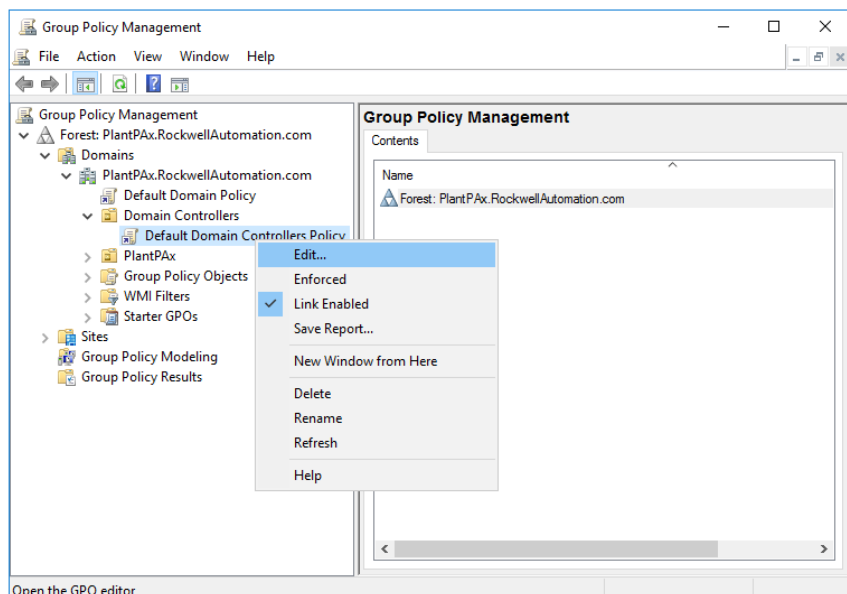 Group Policy Management
File Action View Window Help
Group Policy Management
Forest: PlantPAx.RockwellAutomation.com
Domains
PlantPAx.RockwellAutomation.com
Default Domain Policy
Domain Controllers
Default Domain Controllers Policy
PlantPAx
Group Policy Objects
WMI Filters
Starter GPOs
Sites
Group Policy Modeling
Group Policy Results
Edit...
Enforced
Link Enabled
Save Report...
New Window from Here
Delete
Rename
Refresh
Help
Group Policy Management
Contents
Name
Forest: PlantPAx.RockwellAutomation.com
Open the GPO editor